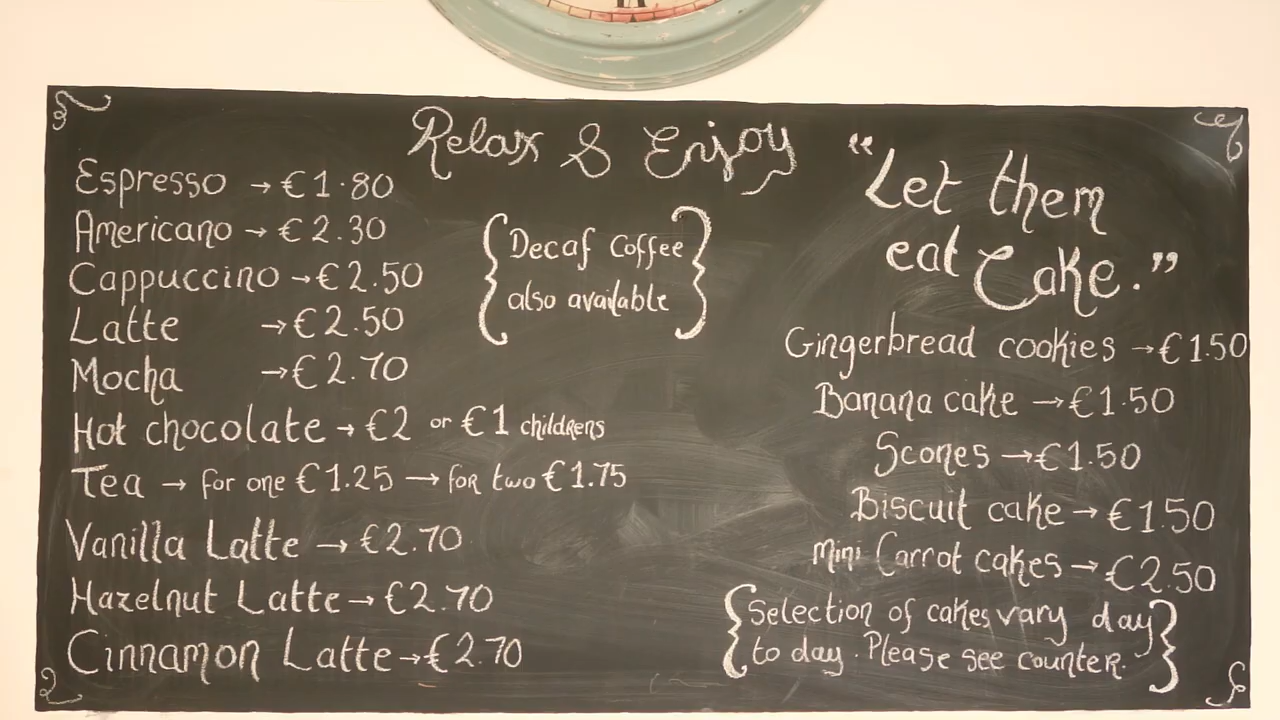 Relax & Enjoy
Espresso → €1.80
Americano → €2.30
Cappuccino → €2.50
Latte → €2.50
Mocha → €2.70
Hot chocolate → €2 or €1 childrens
Tea → for one €1.25 → for two €1.75
Vanilla Latte → €2.70
Hazelnut Latte → €2.70
Cinnamon Latte → €2.70
{Decaf Coffee
also available}
“Let them
eat Cake.”
Gingerbread cookies → €1.50
Banana cake → €1.50
Scones → €1.50
Biscuit cake → €1.50
Mini Carrot cakes → €2.50
{Selection of cakes vary day
to day. Please see counter.}